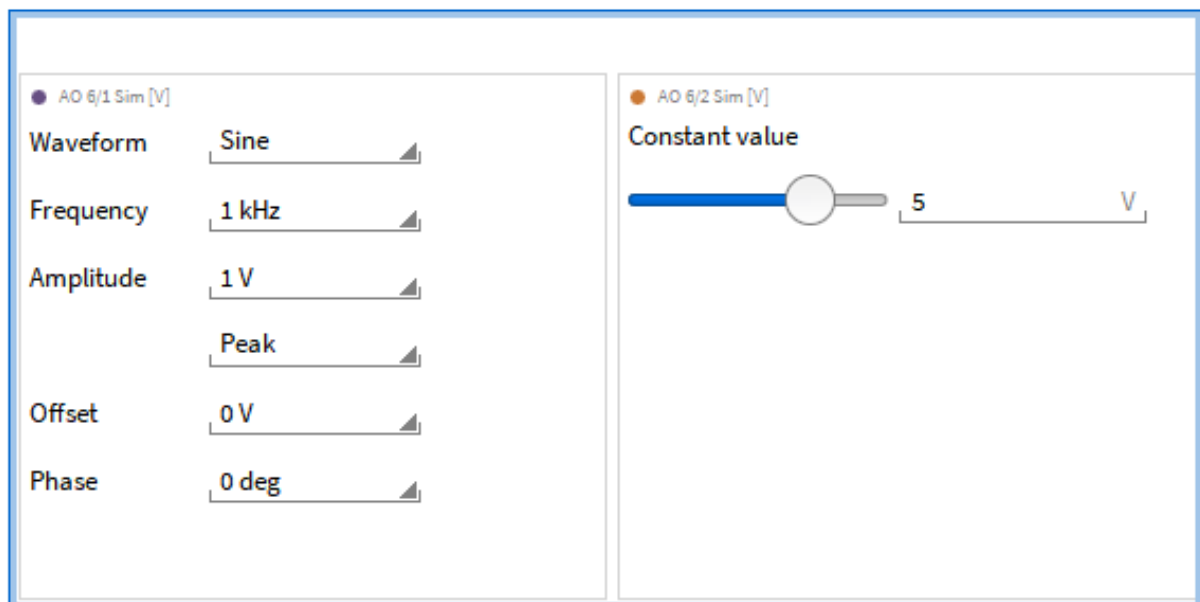 AO 6/1 Sim [V]
Waveform Sine
Frequency 1 kHz
Amplitude 1 V
Peak
Offset 0 V
Phase 0 deg
AO 6/2 Sim [V]
Constant value
5 V